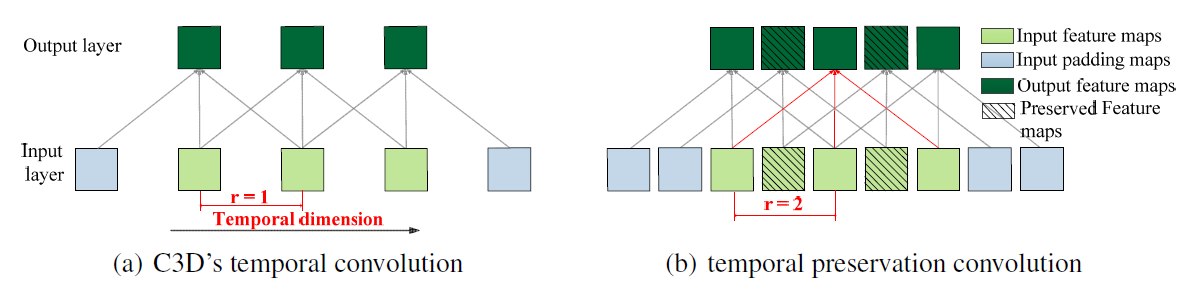 Output layer
Input
layer
r = 1
Temporal dimension
(a) C3D's temporal convolution
Input feature maps
Input padding maps
Output feature maps
Preserved Feature
maps
r = 2
(b) temporal preservation convolution